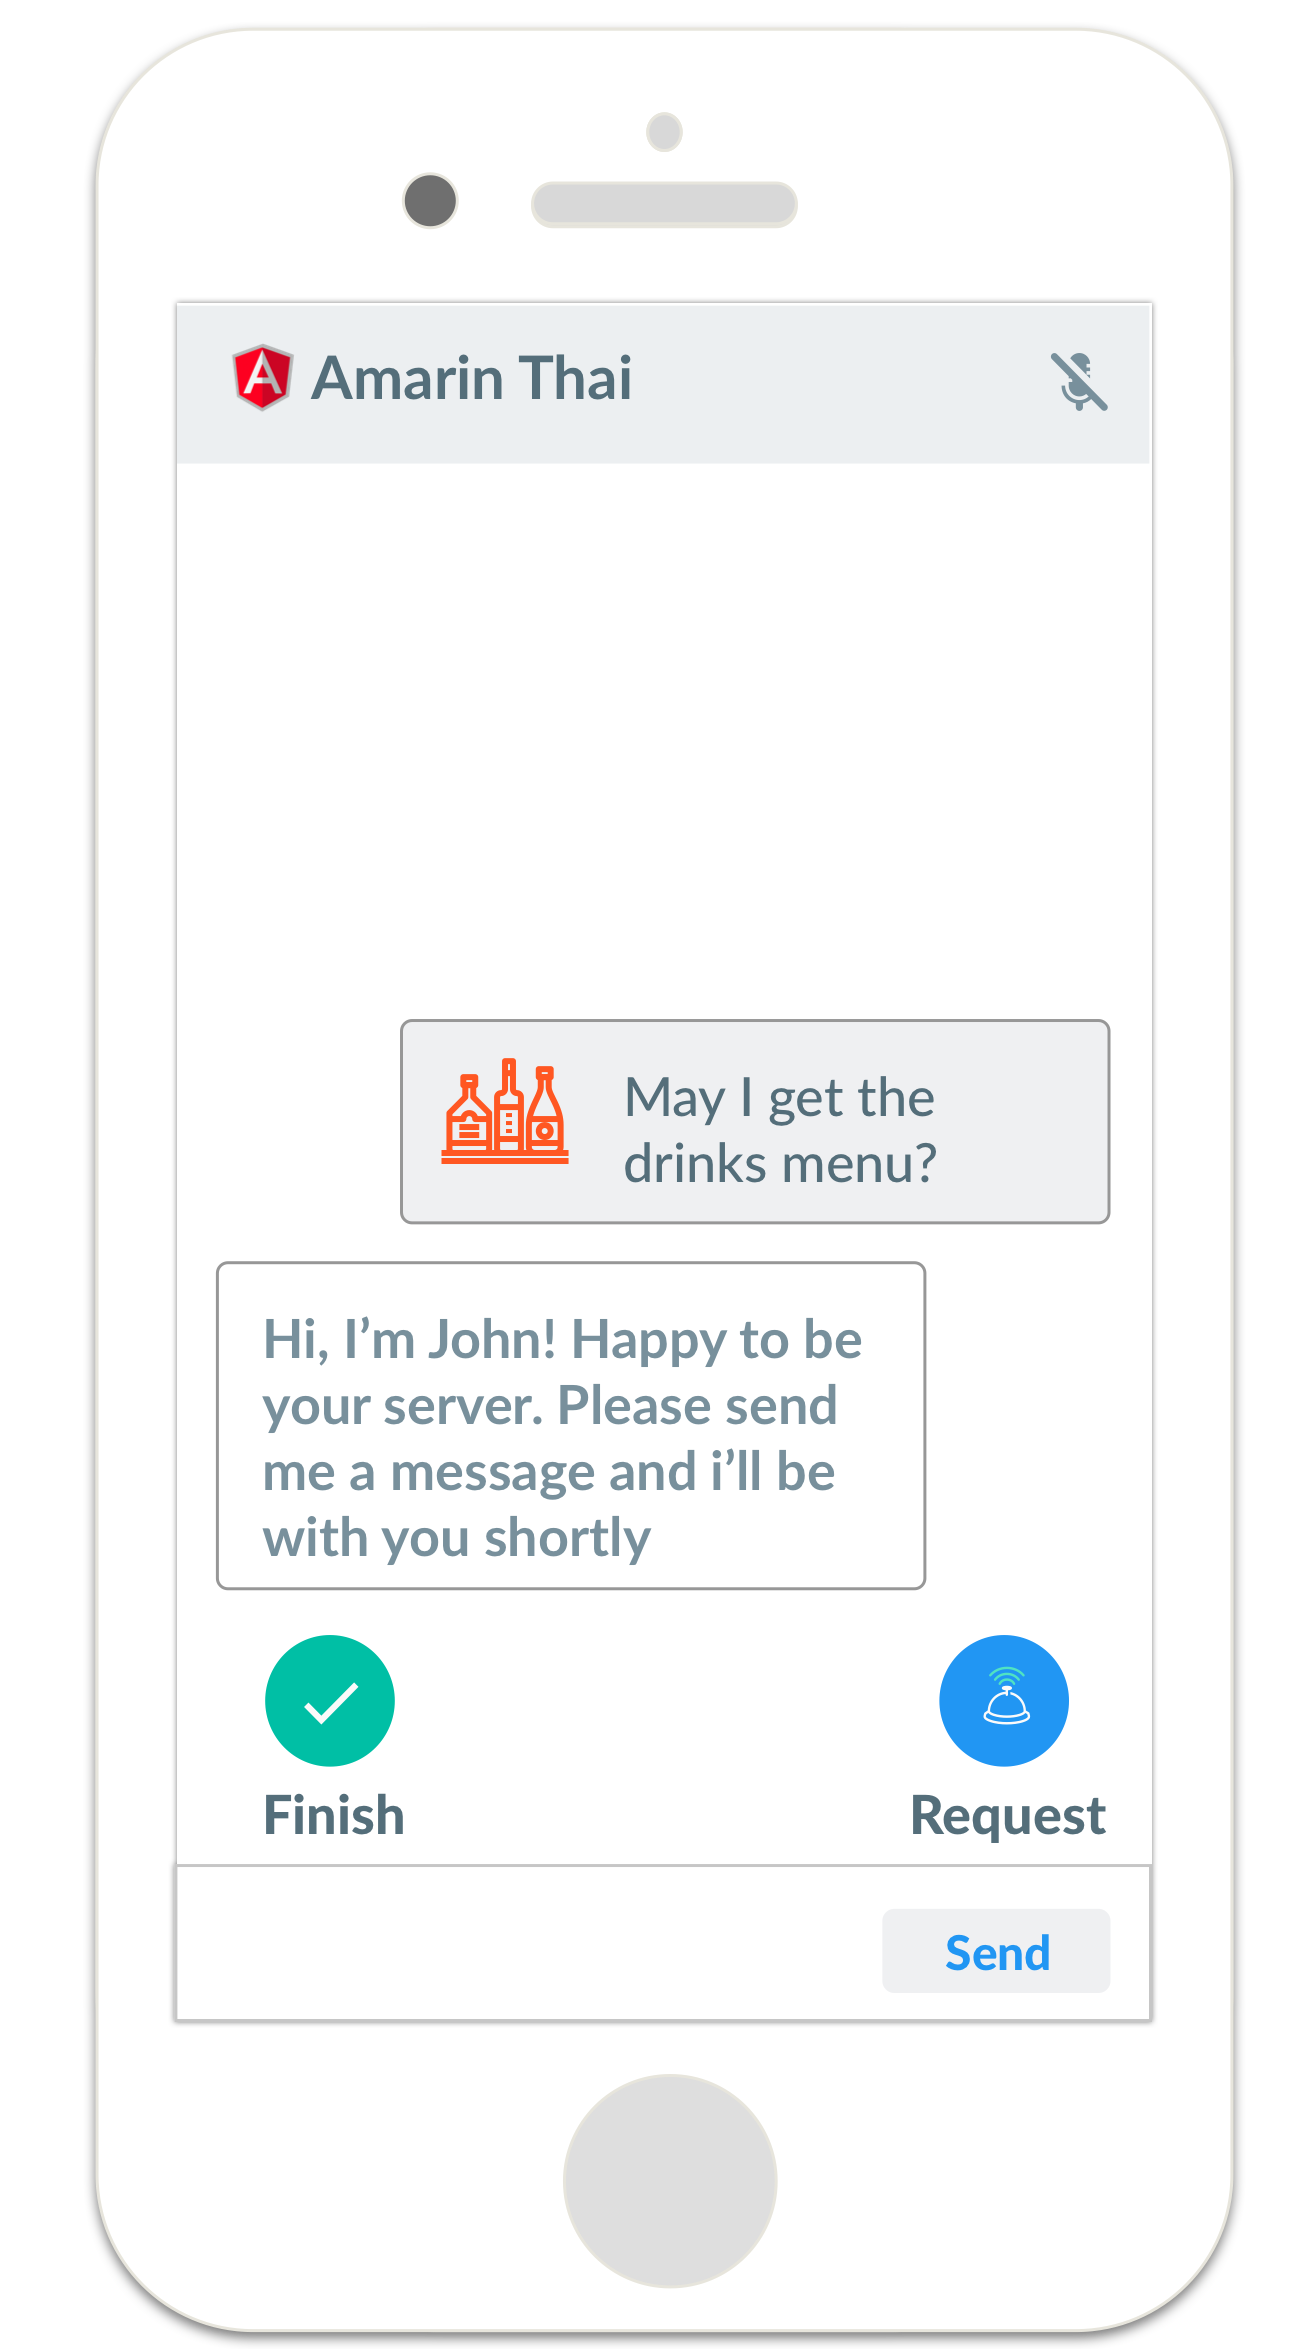 Amarin Thai
May I get the
drinks menu?
Hi, I’m John! Happy to be
your server. Please send
me a message and i’ll be
with you shortly
Finish
Request
Send